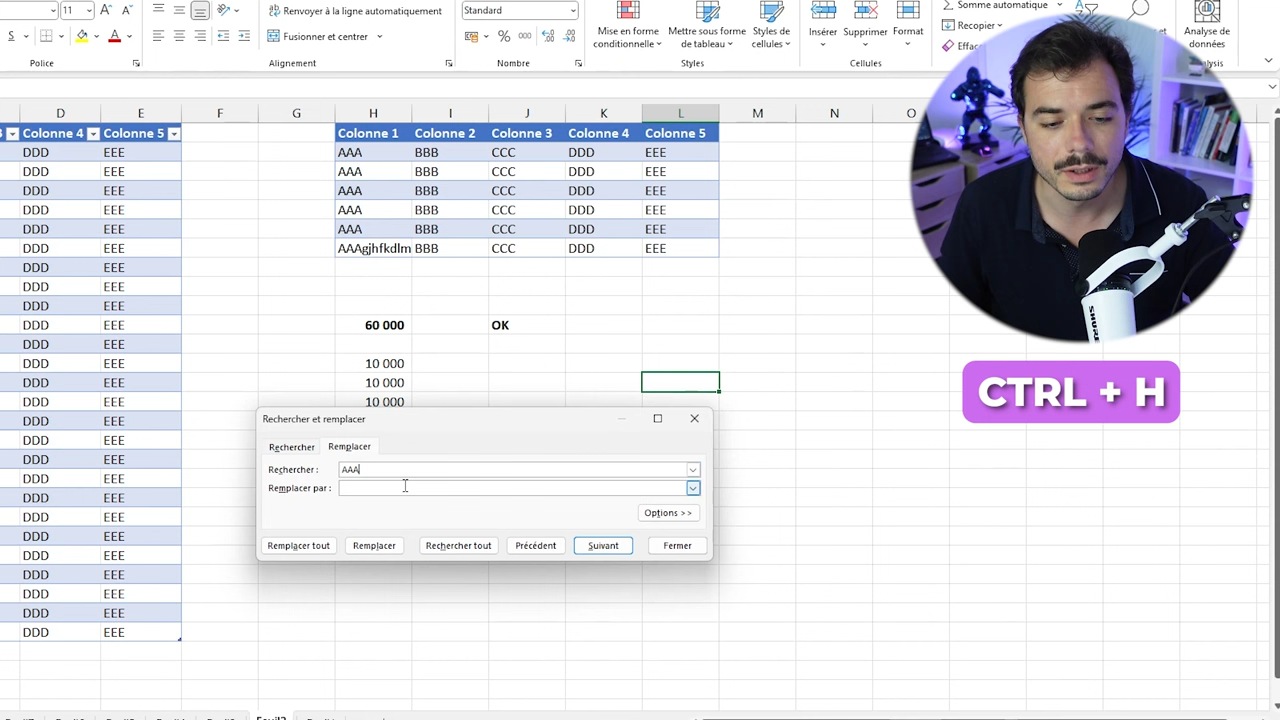 11
Renvoyer à la ligne automatiquement
Standard
Somme automatique
S
Fusionner et centrer
%
000
Mise en forme
conditionnelle
Mettre sous forme
de tableau
Styles de
cellules
Insérer
Supprimer
Format
Recopier
Analyse de
données
Police
Alignement
Nombre
Styles
Cellules
D E F G H I J K L M N O
Colonne 4 Colonne 5 Colonne 1 Colonne 2 Colonne 3 Colonne 4 Colonne 5
DDD EEE AAA BBB CCC DDD EEE
DDD EEE AAA BBB CCC DDD EEE
DDD EEE AAA BBB CCC DDD EEE
DDD EEE AAA BBB CCC DDD EEE
DDD EEE AAA BBB CCC DDD EEE
DDD EEE AAAgjhfkdlm BBB CCC DDD EEE
DDD EEE
DDD EEE
DDD EEE
DDD EEE 60 000 OK
DDD EEE
DDD EEE 10 000
DDD EEE 10 000
DDD EEE 10 000
DDD EEE
DDD EEE
DDD EEE
DDD EEE
DDD EEE
DDD EEE
DDD EEE
DDD EEE
DDD EEE
DDD EEE
DDD EEE
DDD EEE
CTRL + H
Rechercher et remplacer
Rechercher Remplacer
Rechercher : AAA
Remplacer par :
Options >>
Remplacer tout Remplacer Rechercher tout Précédent Suivant Fermer